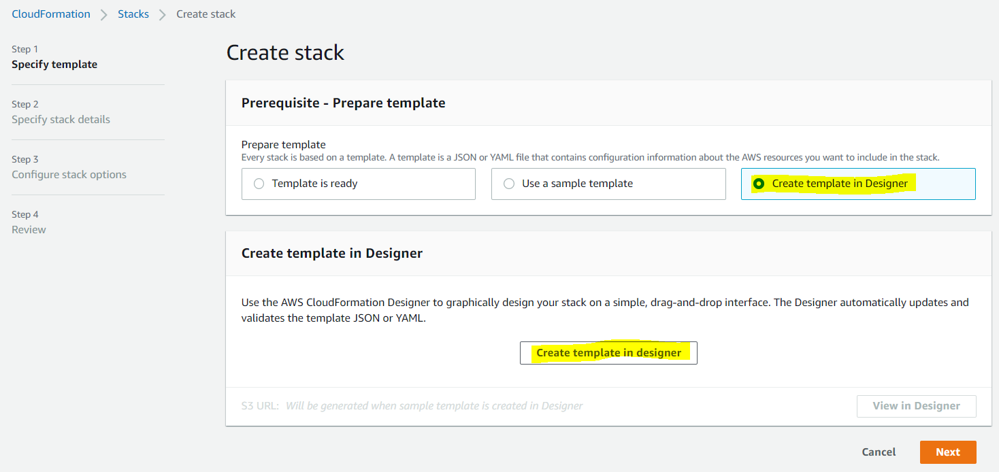 CloudFormation > Stacks > Create stack
Step 1
Specify template
Step 2
Specify stack details
Step 3
Configure stack options
Step 4
Review
Create stack
Prerequisite - Prepare template
Prepare template
Every stack is based on a template. A template is a JSON or YAML file that contains configuration information about the AWS resources you want to include in the stack.
Template is ready
Use a sample template
Create template in Designer
Create template in Designer
Use the AWS CloudFormation Designer to graphically design your stack on a simple, drag-and-drop interface. The Designer automatically updates and
validates the template JSON or YAML.
Create template in designer
S3 URL: Will be generated when sample template is created in Designer
View in Designer
Cancel
Next